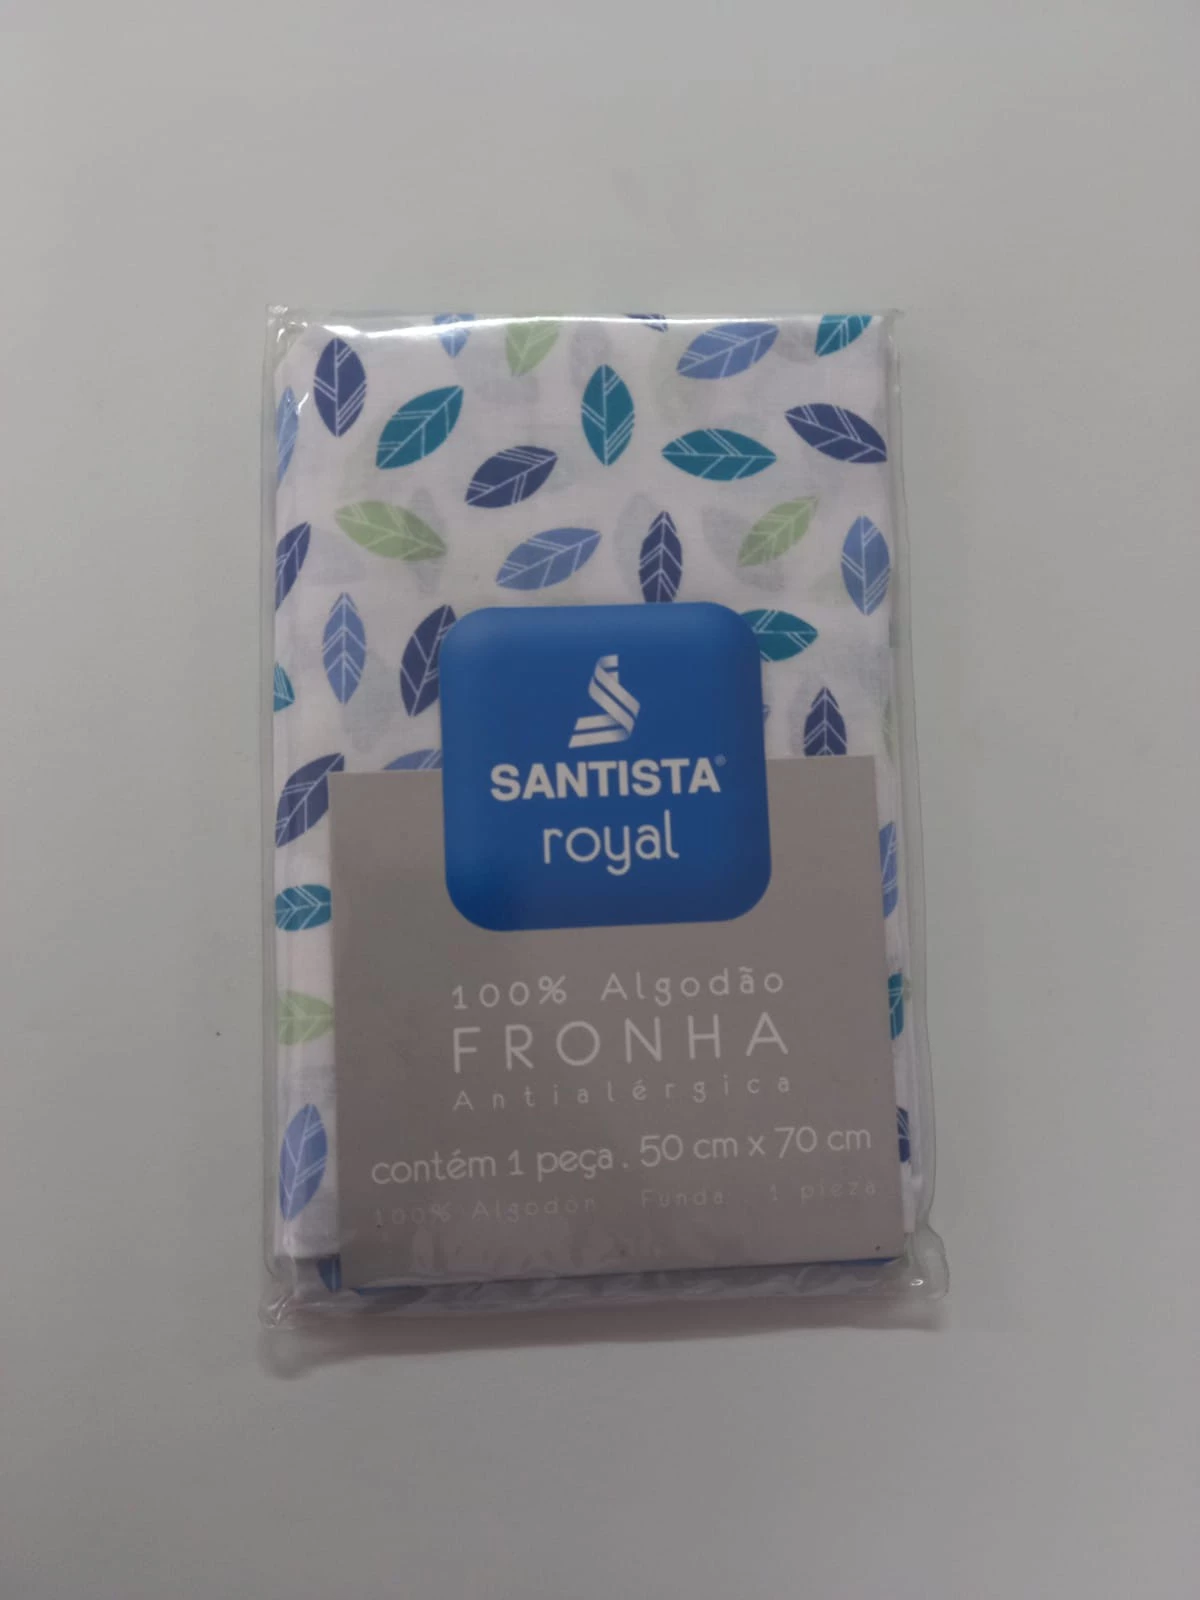 SANTISTA®
royal
100% Algodão
FRONHA
Antialérgica
contém 1 peça . 50 cm x 70 cm
100% Algodón . Funda . 1 pieza